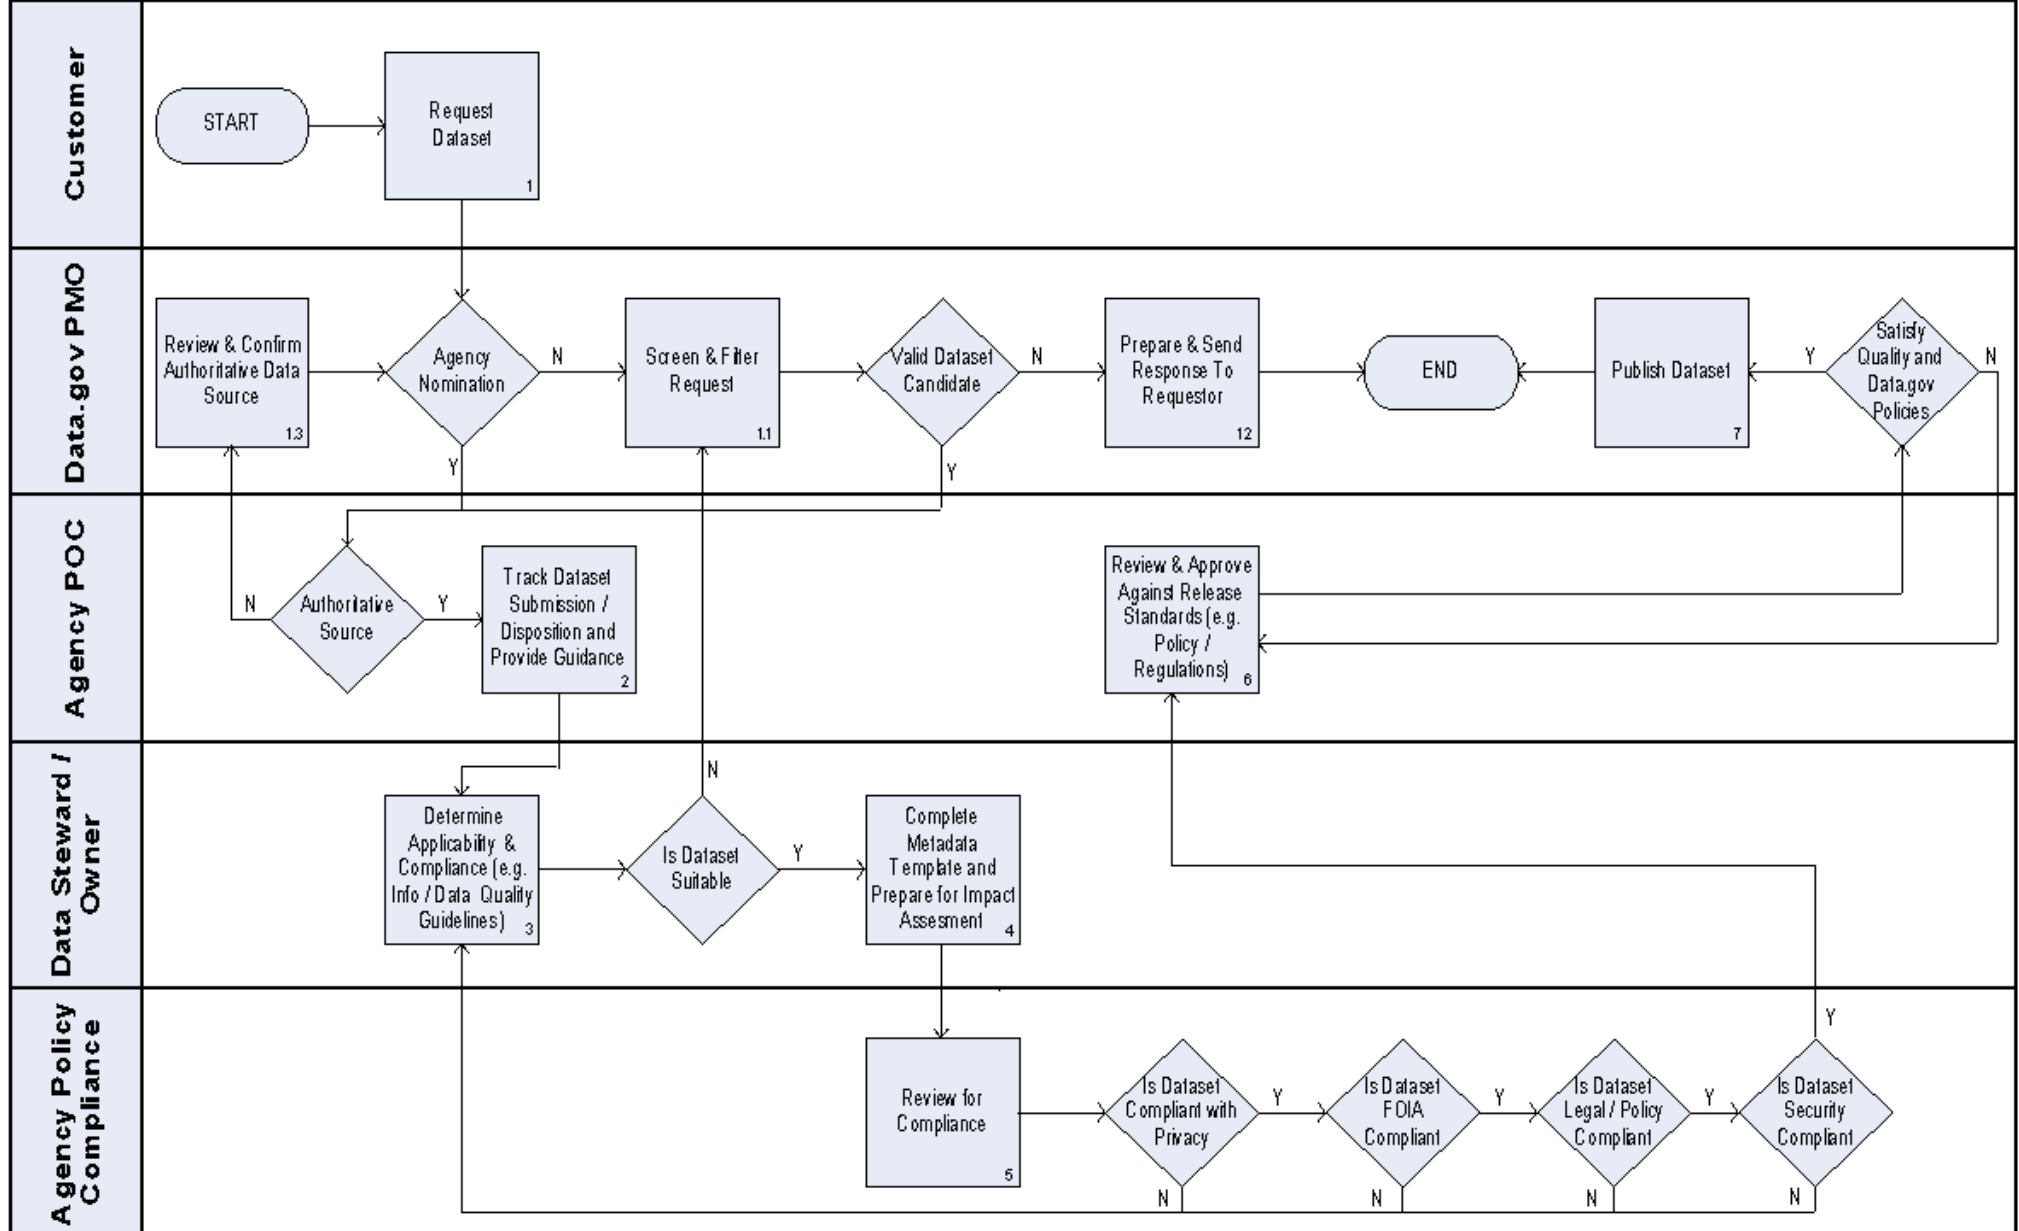 Customer
START
Request
Dataset
1
Data.gov PMO
Review & Confirm
Authoritative Data
Source
1.3
Agency
Nomination
N
Y
Screen & Filter
Request
1.1
Valid Dataset
Candidate
N
Y
Prepare & Send
Response To
Requestor
12
END
Publish Dataset
7
Y
Satisfy
Quality and
Data.gov
Policies
N
Agency POC
N
Authoritative
Source
Y
Track Dataset
Submission /
Disposition and
Provide Guidance
2
Review & Approve
Against Release
Standards (e.g.
Policy /
Regulations)
6
Data Steward /
Owner
Determine
Applicability &
Compliance (e.g.
Info / Data Quality
Guidelines)
3
N
Is Dataset
Suitable
Y
Complete
Metadata
Template and
Prepare for Impact
Assesment
4
Agency Policy
Compliance
Review for
Compliance
5
Is Dataset
Compliant with
Privacy
Y
N
Is Dataset
FOIA
Compliant
Y
N
Is Dataset
Legal / Policy
Compliant
Y
N
Y
Is Dataset
Security
Compliant
N